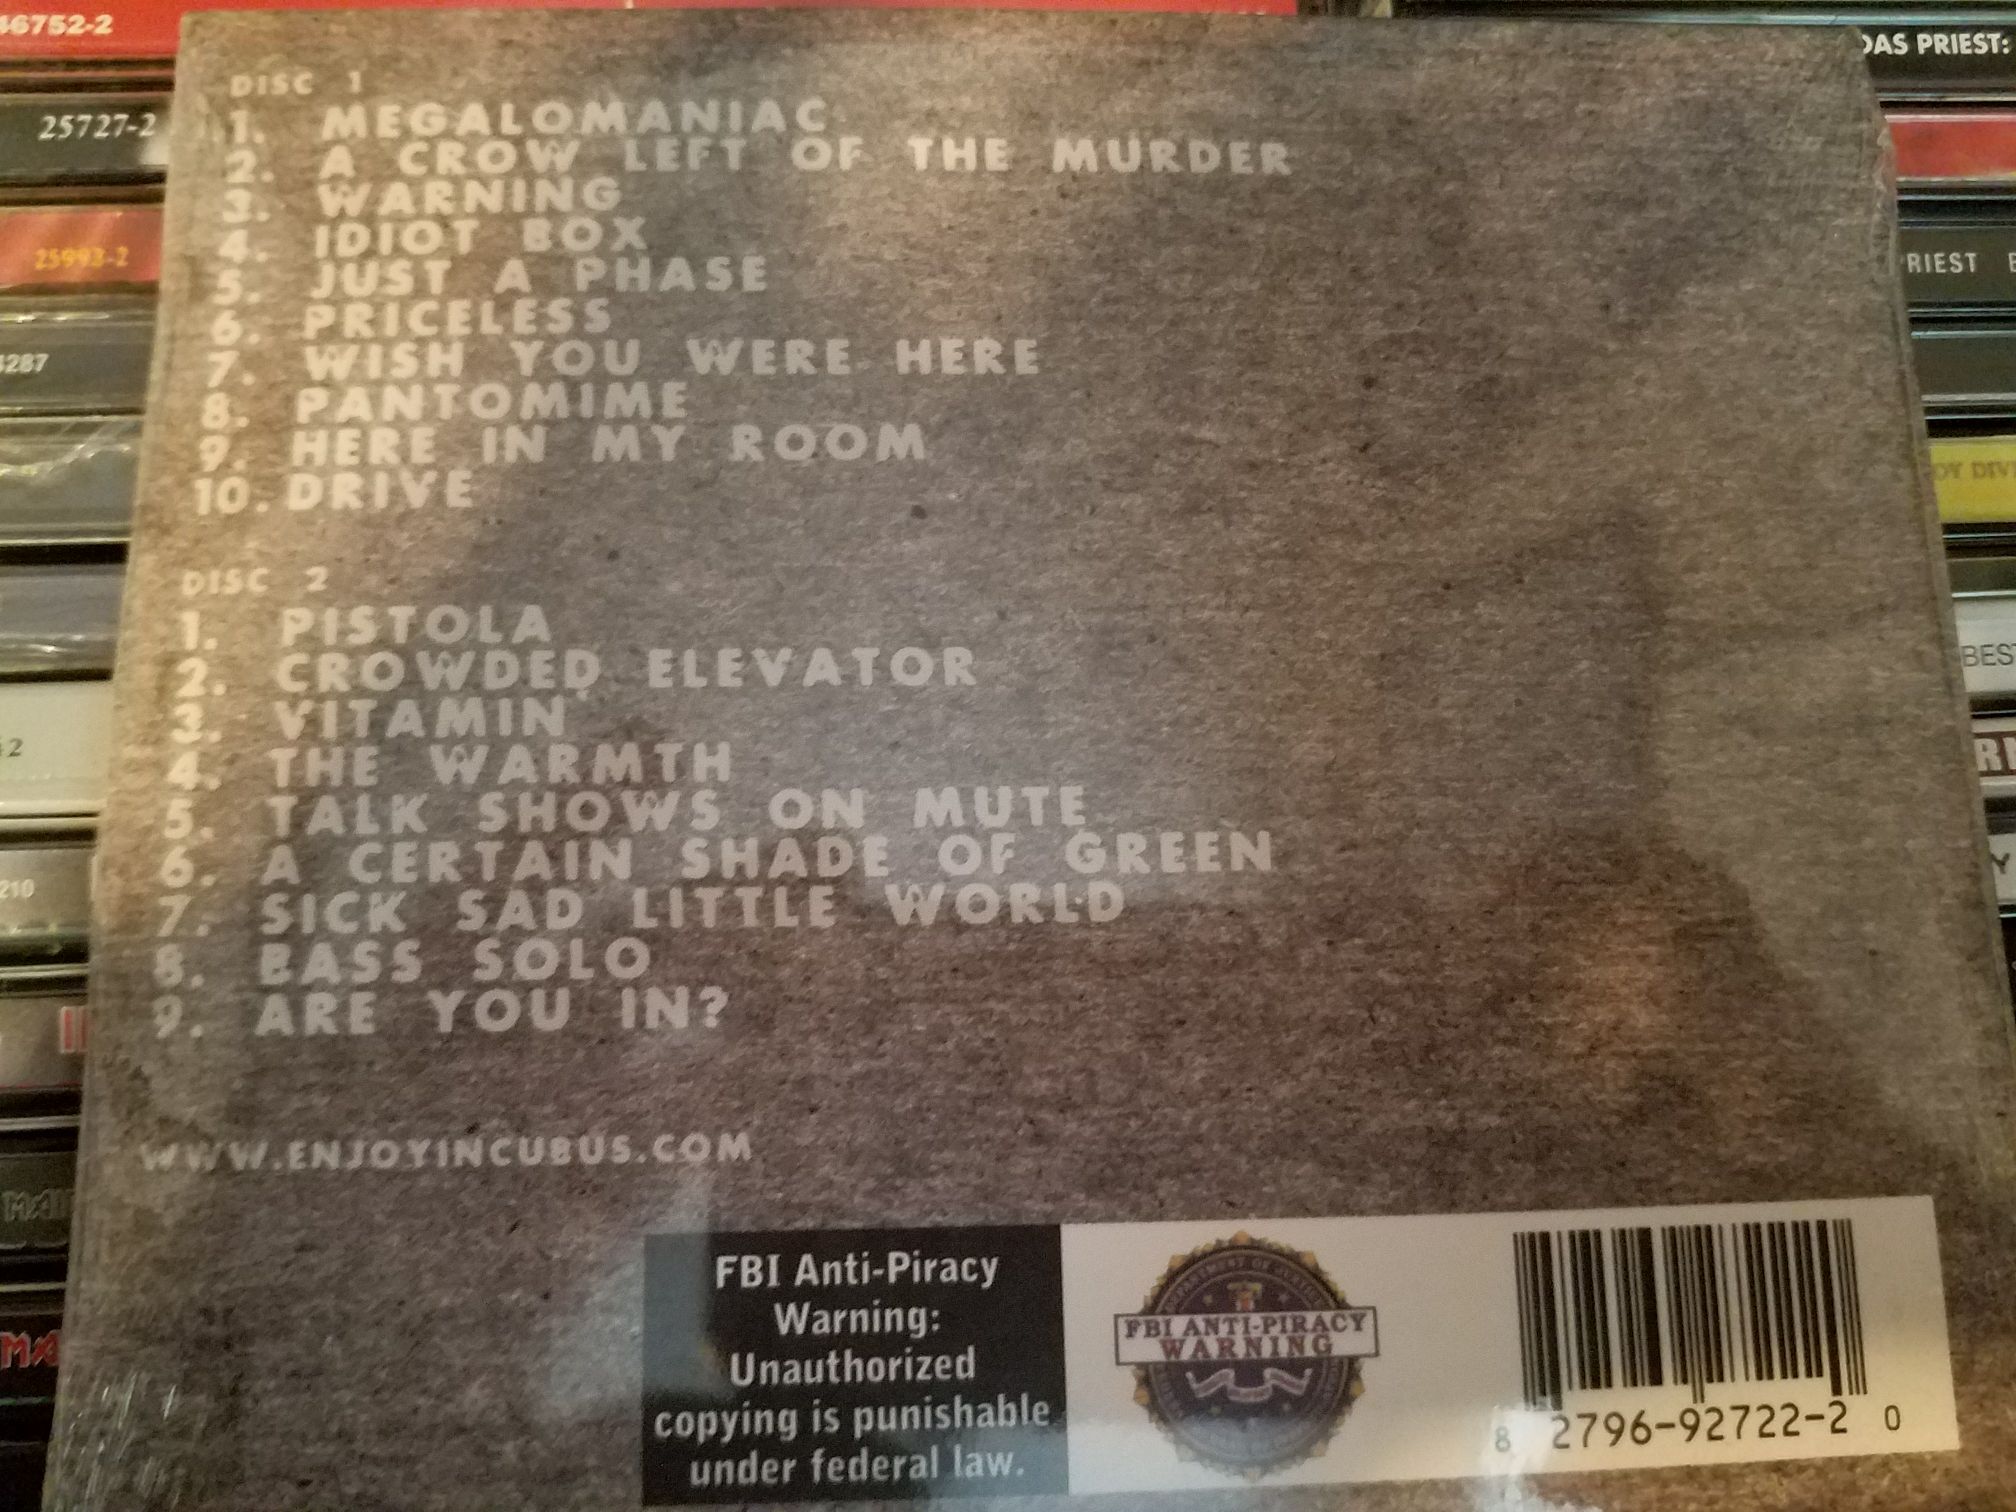 46752-2
25727-2
25993-2
4287
210
DAS PRIEST:
RIEST
BES
DISC 1
1. MEGALOMANIAC
2. A CROW LEFT OF THE MURDER
3. WARNING
4. IDIOT BOX
5. JUST A PHASE
6. PRICELESS
7. WISH YOU WERE HERE
8. PANTOMIME
9. HERE IN MY ROOM
10. DRIVE
DISC 2
1. PISTOLA
2. CROWDED ELEVATOR
3. VITAMIN
4. THE WARMTH
5. TALK SHOWS ON MUTE
6. A CERTAIN SHADE OF GREEN
7. SICK SAD LITTLE WORLD
8. BASS SOLO
9. ARE YOU IN?
WWW.ENJOYINCUBUS.COM
FBI Anti-Piracy
Warning:
Unauthorized
copying is punishable
under federal law.
FBI ANTI-PIRACY
WARNING
8 2796-92722-2 0